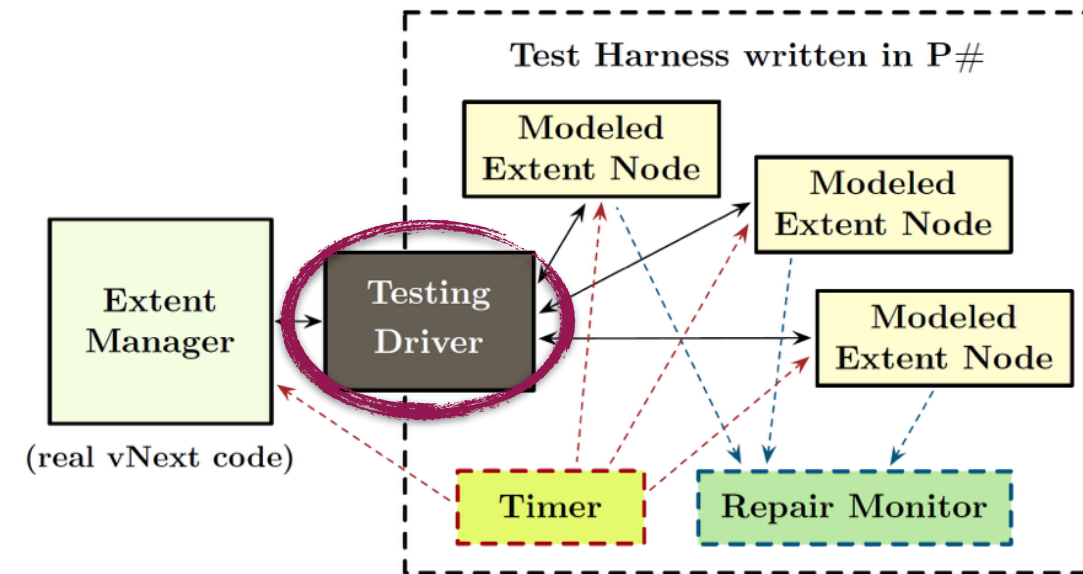 Test Harness written in P#
Modeled
Extent Node
Modeled
Extent Node
Extent
Manager
Testing
Driver
Modeled
Extent Node
(real vNext code)
Timer
Repair Monitor